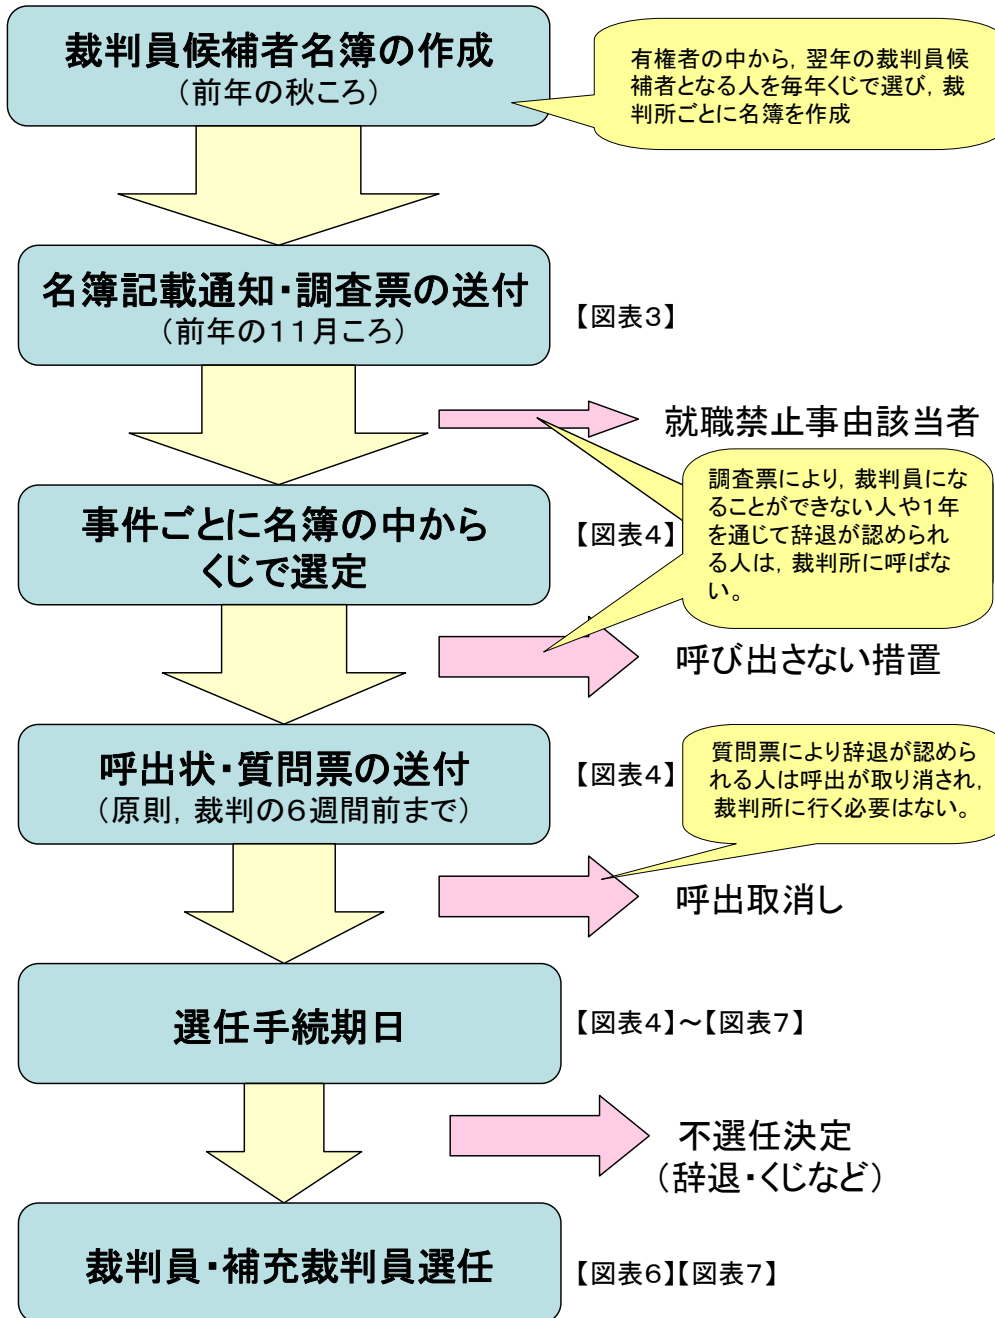 裁判員候補者名簿の作成
（前年の秋ころ）
有権者の中から，翌年の裁判員候
補者となる人を毎年くじで選び，裁
判所ごとに名簿を作成
名簿記載通知・調査票の送付
（前年の１１月ころ）
【図表３】
就職禁止事由該当者
調査票により，裁判員にな
ることができない人や１年
を通じて辞退が認められ
る人は，裁判所に呼ばな
い。
事件ごとに名簿の中から
くじで選定
【図表４】
呼び出さない措置
呼出状・質問票の送付
（原則，裁判の６週間前まで）
【図表４】
質問票により辞退が認めら
れる人は呼出が取り消され，
裁判所に行く必要はない。
呼出取消し
選任手続期日
【図表４】～【図表７】
不選任決定
（辞退・くじなど）
裁判員・補充裁判員選任
【図表６】【図表７】